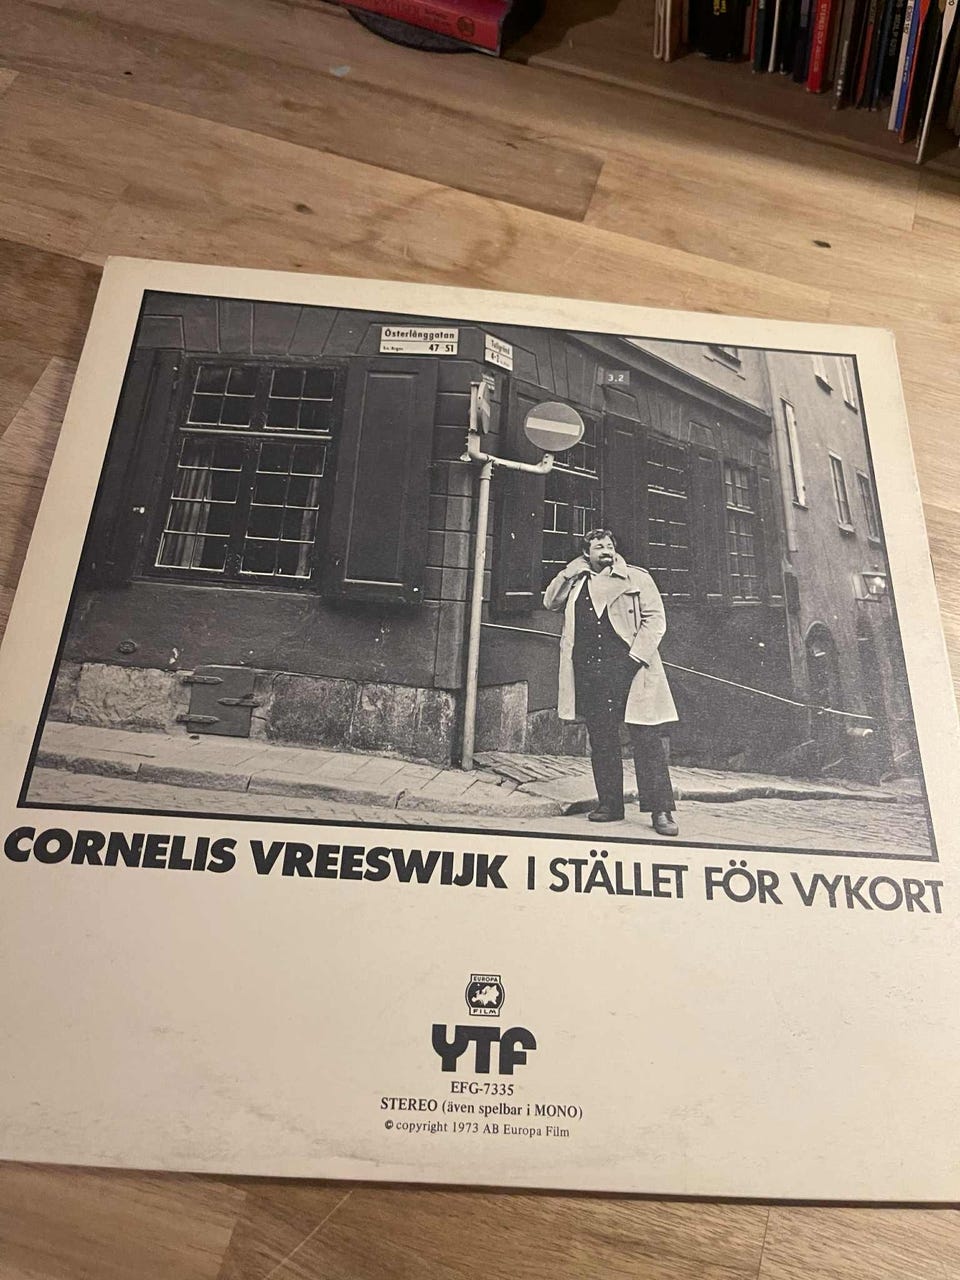 Österlånggatan
47-51
3,2
CORNELIS VREESWIJK I STÄLLET FÖR VYKORT
EUROPA
FILM
YTF
EFG-7335
STEREO (även spelbar i MONO)
© copyright 1973 AB Europa Film